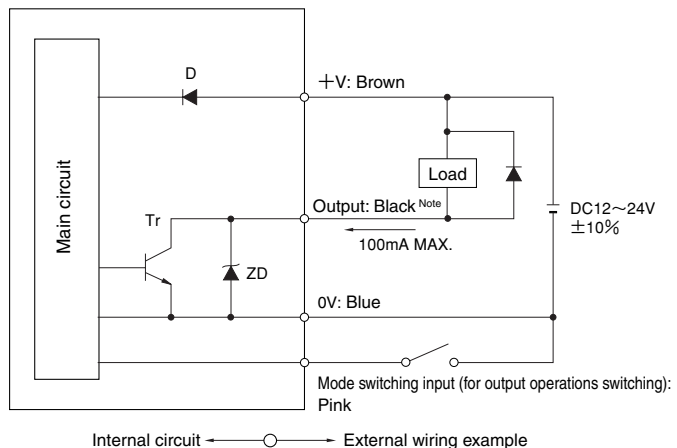 D
+V: Brown
Main circuit
Load
Tr
Output: Black Note
100mA MAX.
DC12～24V
±10%
ZD
0V: Blue
Mode switching input (for output operations switching):
Pink
Internal circuit
External wiring example